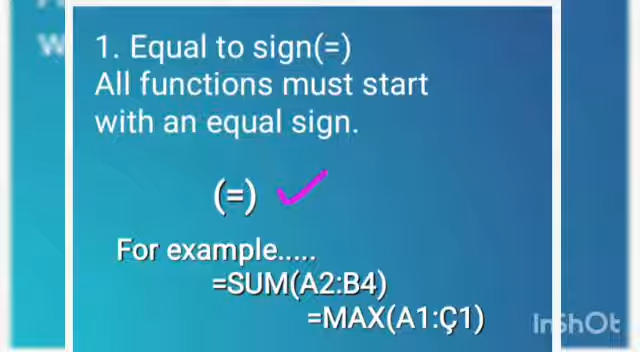 1. Equal to sign(=)
All functions must start
with an equal sign.
(=)
For example.....
=SUM(A2:B4)
=MAX(A1:Ç1)
InShOt